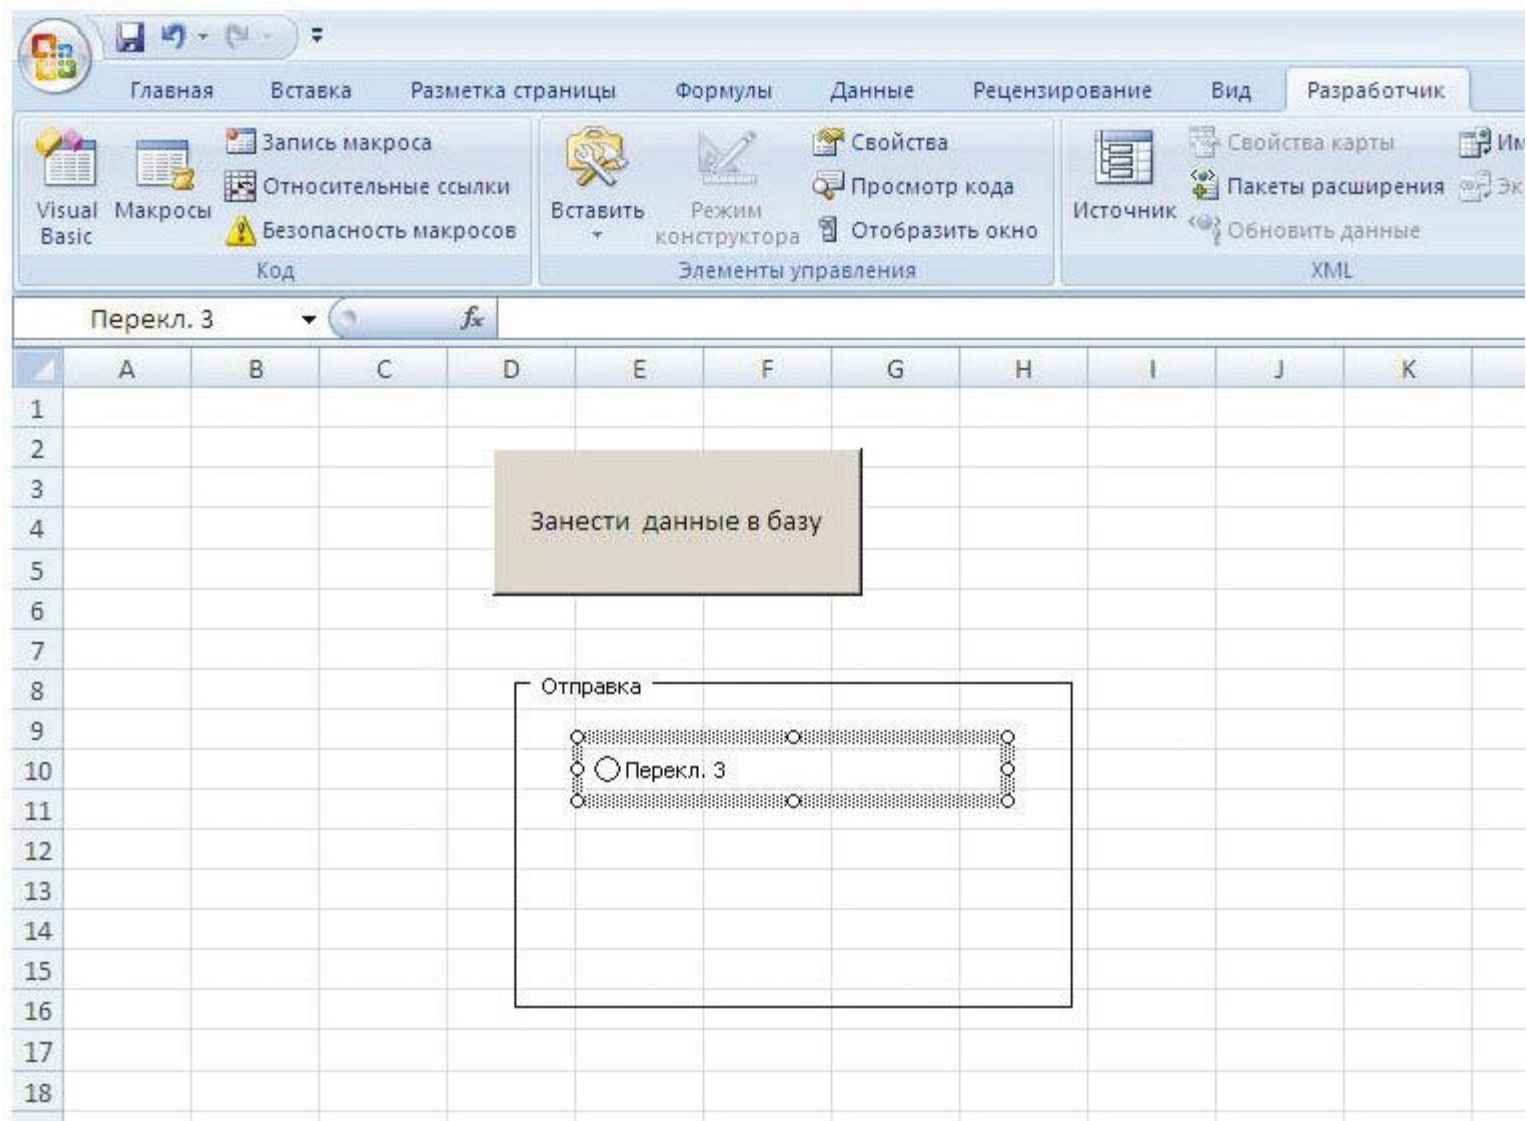 Главная Вставка Разметка страницы Формулы Данные Рецензирование Вид Разработчик
Запись макроса Свойства Свойства карты
Относительные ссылки Просмотр кода Пакеты расширения
Visual Basic Макросы Безопасность макросов Вставить Режим конструктора Отобразить окно Источник Обновить данные
Код Элементы управления XML
Перекл. 3 fx
A B C D E F G H I J K
1
2
3
Занести данные в базу
4
5
6
7
8
Отправка
9
10
Перекл. 3
11
12
13
14
15
16
17
18